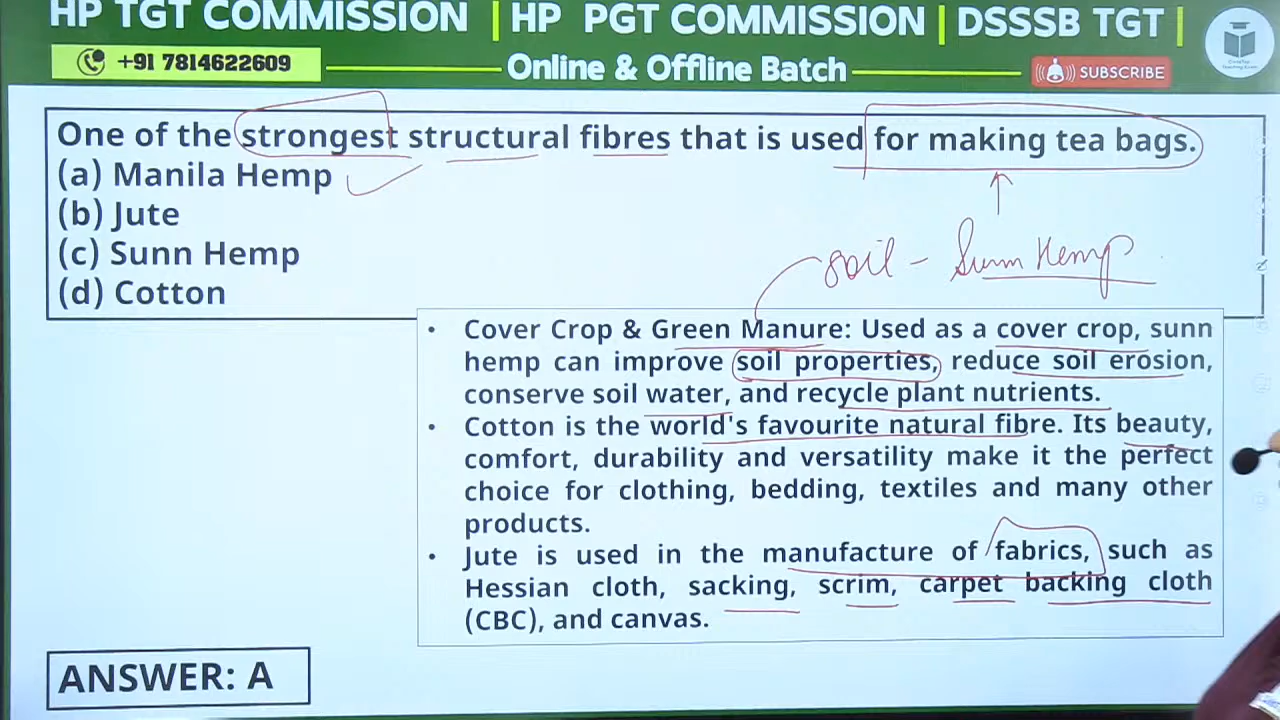 HP TGT COMMISSION | HP PGT COMMISSION | DSSSB TGT |
+91 7814622609
Online & Offline Batch
SUBSCRIBE
One of the strongest structural fibres that is used for making tea bags.
(a) Manila Hemp
(b) Jute
(c) Sunn Hemp
(d) Cotton
soil - Sunn Hemp
• Cover Crop & Green Manure: Used as a cover crop, sunn
hemp can improve soil properties, reduce soil erosion,
conserve soil water, and recycle plant nutrients.
• Cotton is the world's favourite natural fibre. Its beauty,
comfort, durability and versatility make it the perfect
choice for clothing, bedding, textiles and many other
products.
• Jute is used in the manufacture of fabrics, such as
Hessian cloth, sacking, scrim, carpet backing cloth
(CBC), and canvas.
ANSWER: A